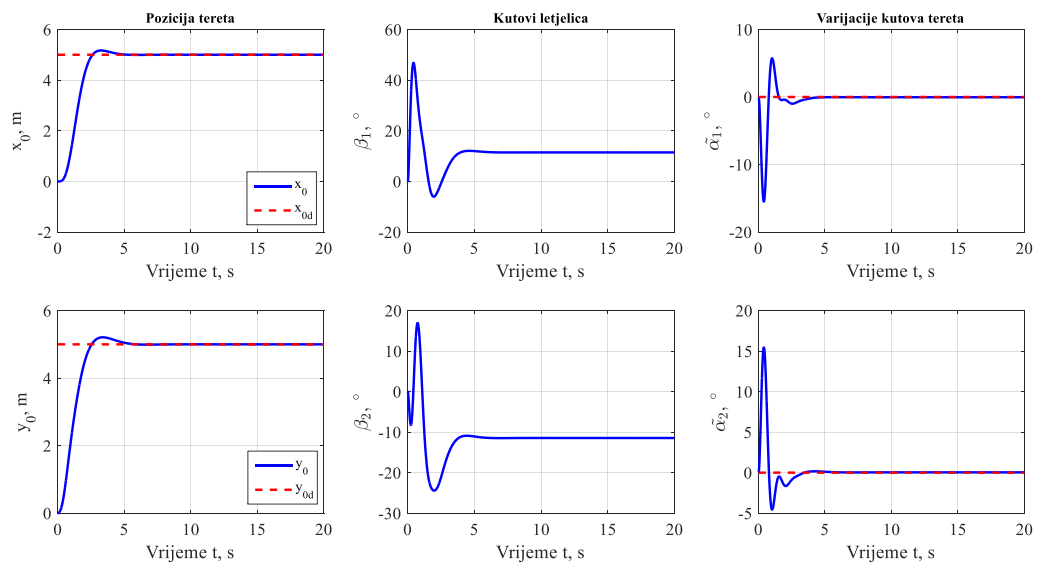 Pozicija tereta
6
4
2
0
-2
x₀, m
0 5 10 15 20
Vrijeme t, s
x₀
x₀d
Kutovi letjelica
60
40
20
0
-20
β₁, °
0 5 10 15 20
Vrijeme t, s
Varijacije kutova tereta
10
0
-10
-20
α̃₁, °
0 5 10 15 20
Vrijeme t, s
6
4
2
0
y₀, m
0 5 10 15 20
Vrijeme t, s
y₀
y₀d
20
10
0
-10
-20
-30
β₂, °
0 5 10 15 20
Vrijeme t, s
20
15
10
5
0
-5
α̃₂, °
0 5 10 15 20
Vrijeme t, s